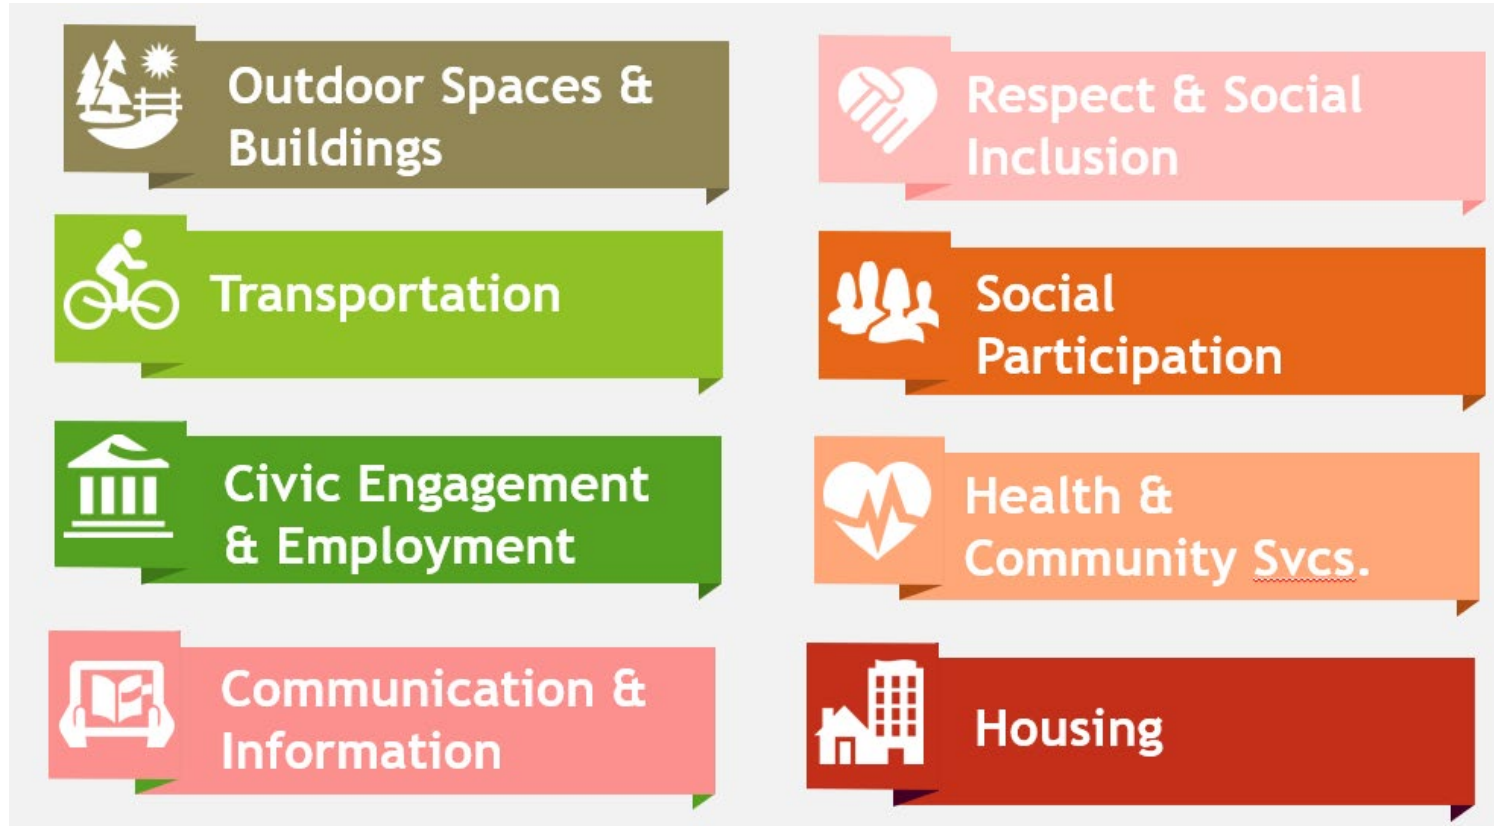 Outdoor Spaces &
Buildings
Transportation
Civic Engagement
& Employment
Communication &
Information
Respect & Social
Inclusion
Social
Participation
Health &
Community Svcs.
Housing